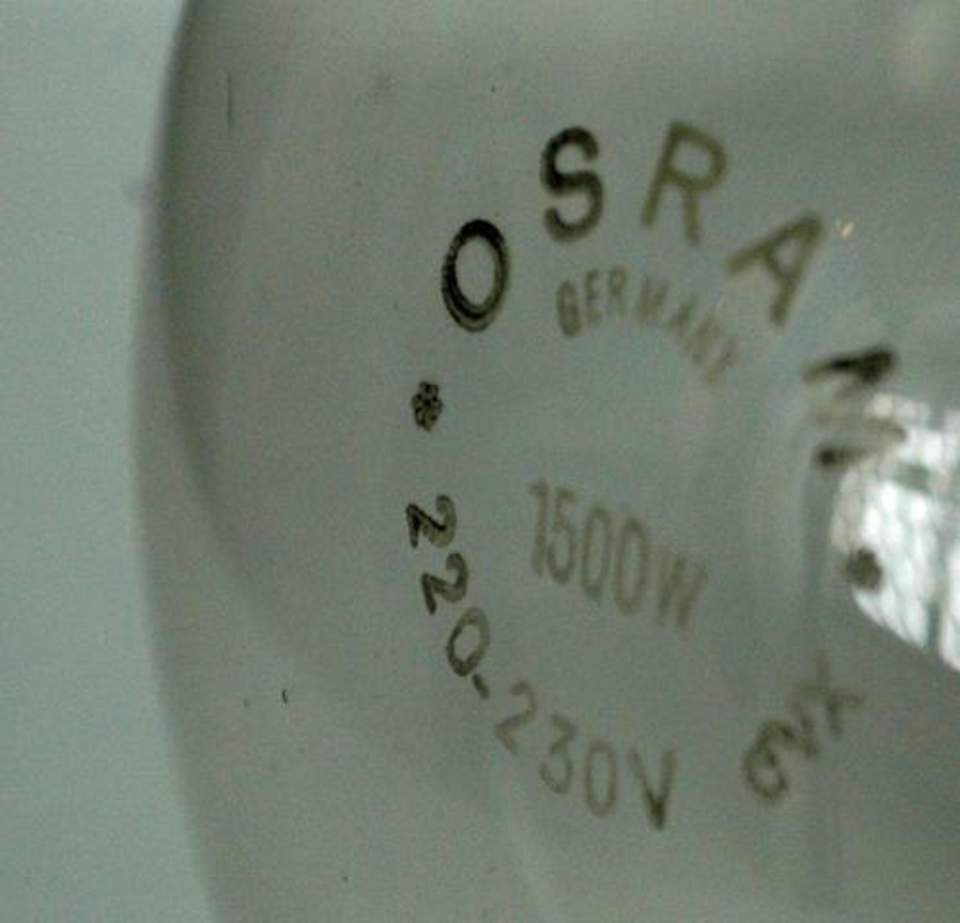 OSRAM
GERMANY
1500W
220-230V